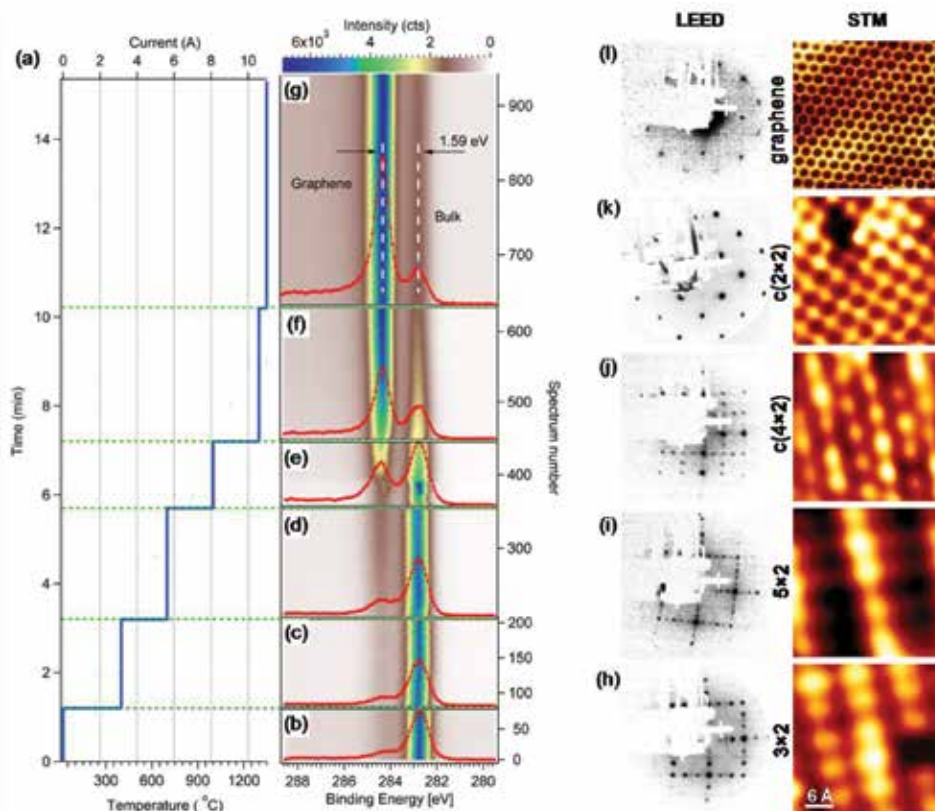 (a)
Current (A)
0 2 4 6 8 10
Time (min)
14
12
10
8
6
4
2
0
300 600 900 1200
Temperature (°C)
Intensity (cts)
6x10³ 4 2 0
(g)
1.59 eV
Graphene
Bulk
(f)
(e)
(d)
(c)
(b)
900
800
700
600
500
400
300
200
150
100
50
0
Spectrum number
288 286 284 282 280
Binding Energy [eV]
LEED STM
(l)
graphene
(k)
c(2×2)
(j)
c(4×2)
(i)
5×2
(h)
3×2
6 Å